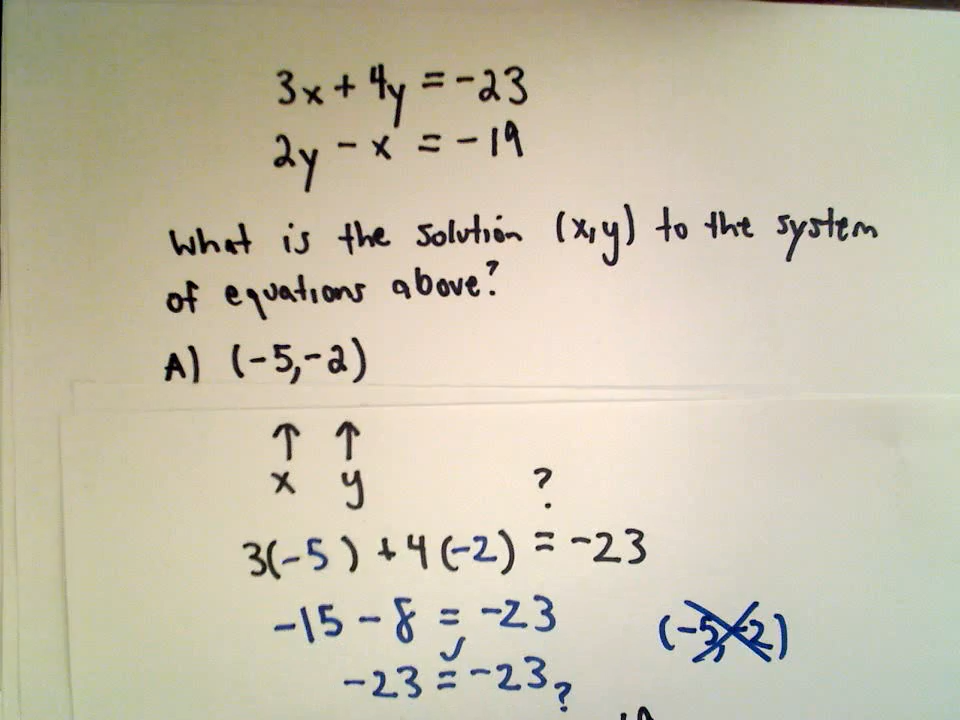 3x + 4y = -23
2y - x = -19
What is the solution (x,y) to the system
of equations above?
A) (-5,-2)
↑ ↑
x y ?
3(-5) + 4(-2) = -23
-15 - 8 = -23
(-5,-2)
✓
-23 = -23 ?